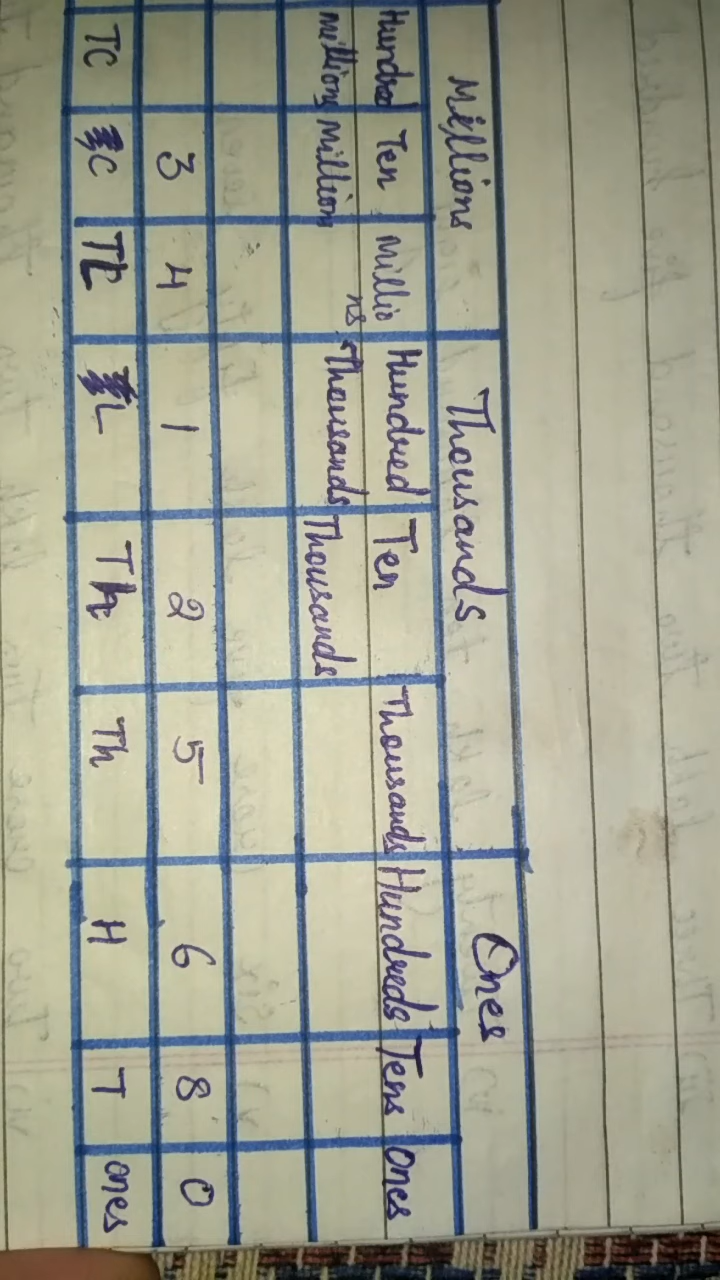 Millions Thousands Ones
Hundred Millions Ten Millions Millions Hundred Thousands Ten Thousands Thousands Hundreds Tens Ones
3 4 1 2 5 6 8 0
TC C TL L Th Th H T ones